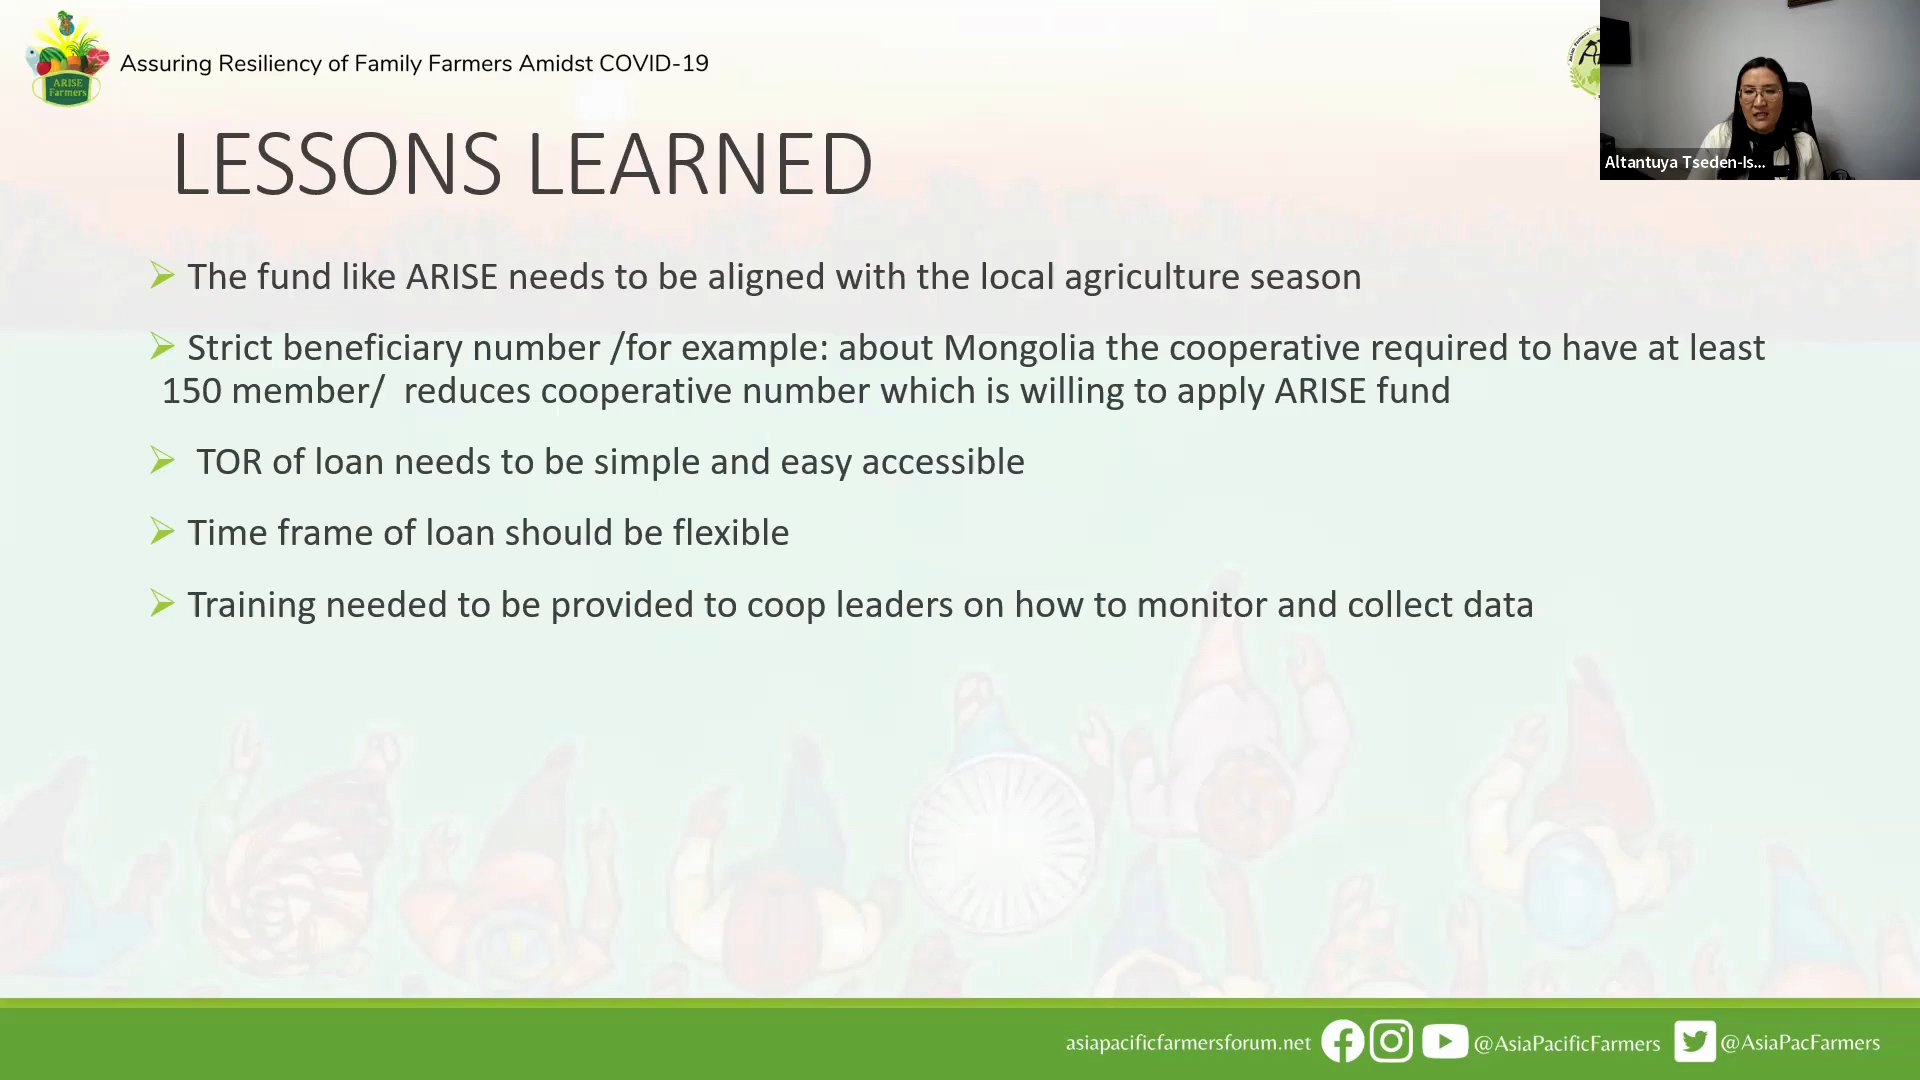 ARISE
Farmers
Assuring Resiliency of Family Farmers Amidst COVID-19
Altantuya Tseden-Is...
LESSONS LEARNED
The fund like ARISE needs to be aligned with the local agriculture season
Strict beneficiary number /for example: about Mongolia the cooperative required to have at least
150 member/ reduces cooperative number which is willing to apply ARISE fund
TOR of loan needs to be simple and easy accessible
Time frame of loan should be flexible
Training needed to be provided to coop leaders on how to monitor and collect data
asiapacificfarmersforum.net @AsiaPacificFarmers @AsiaPacFarmers